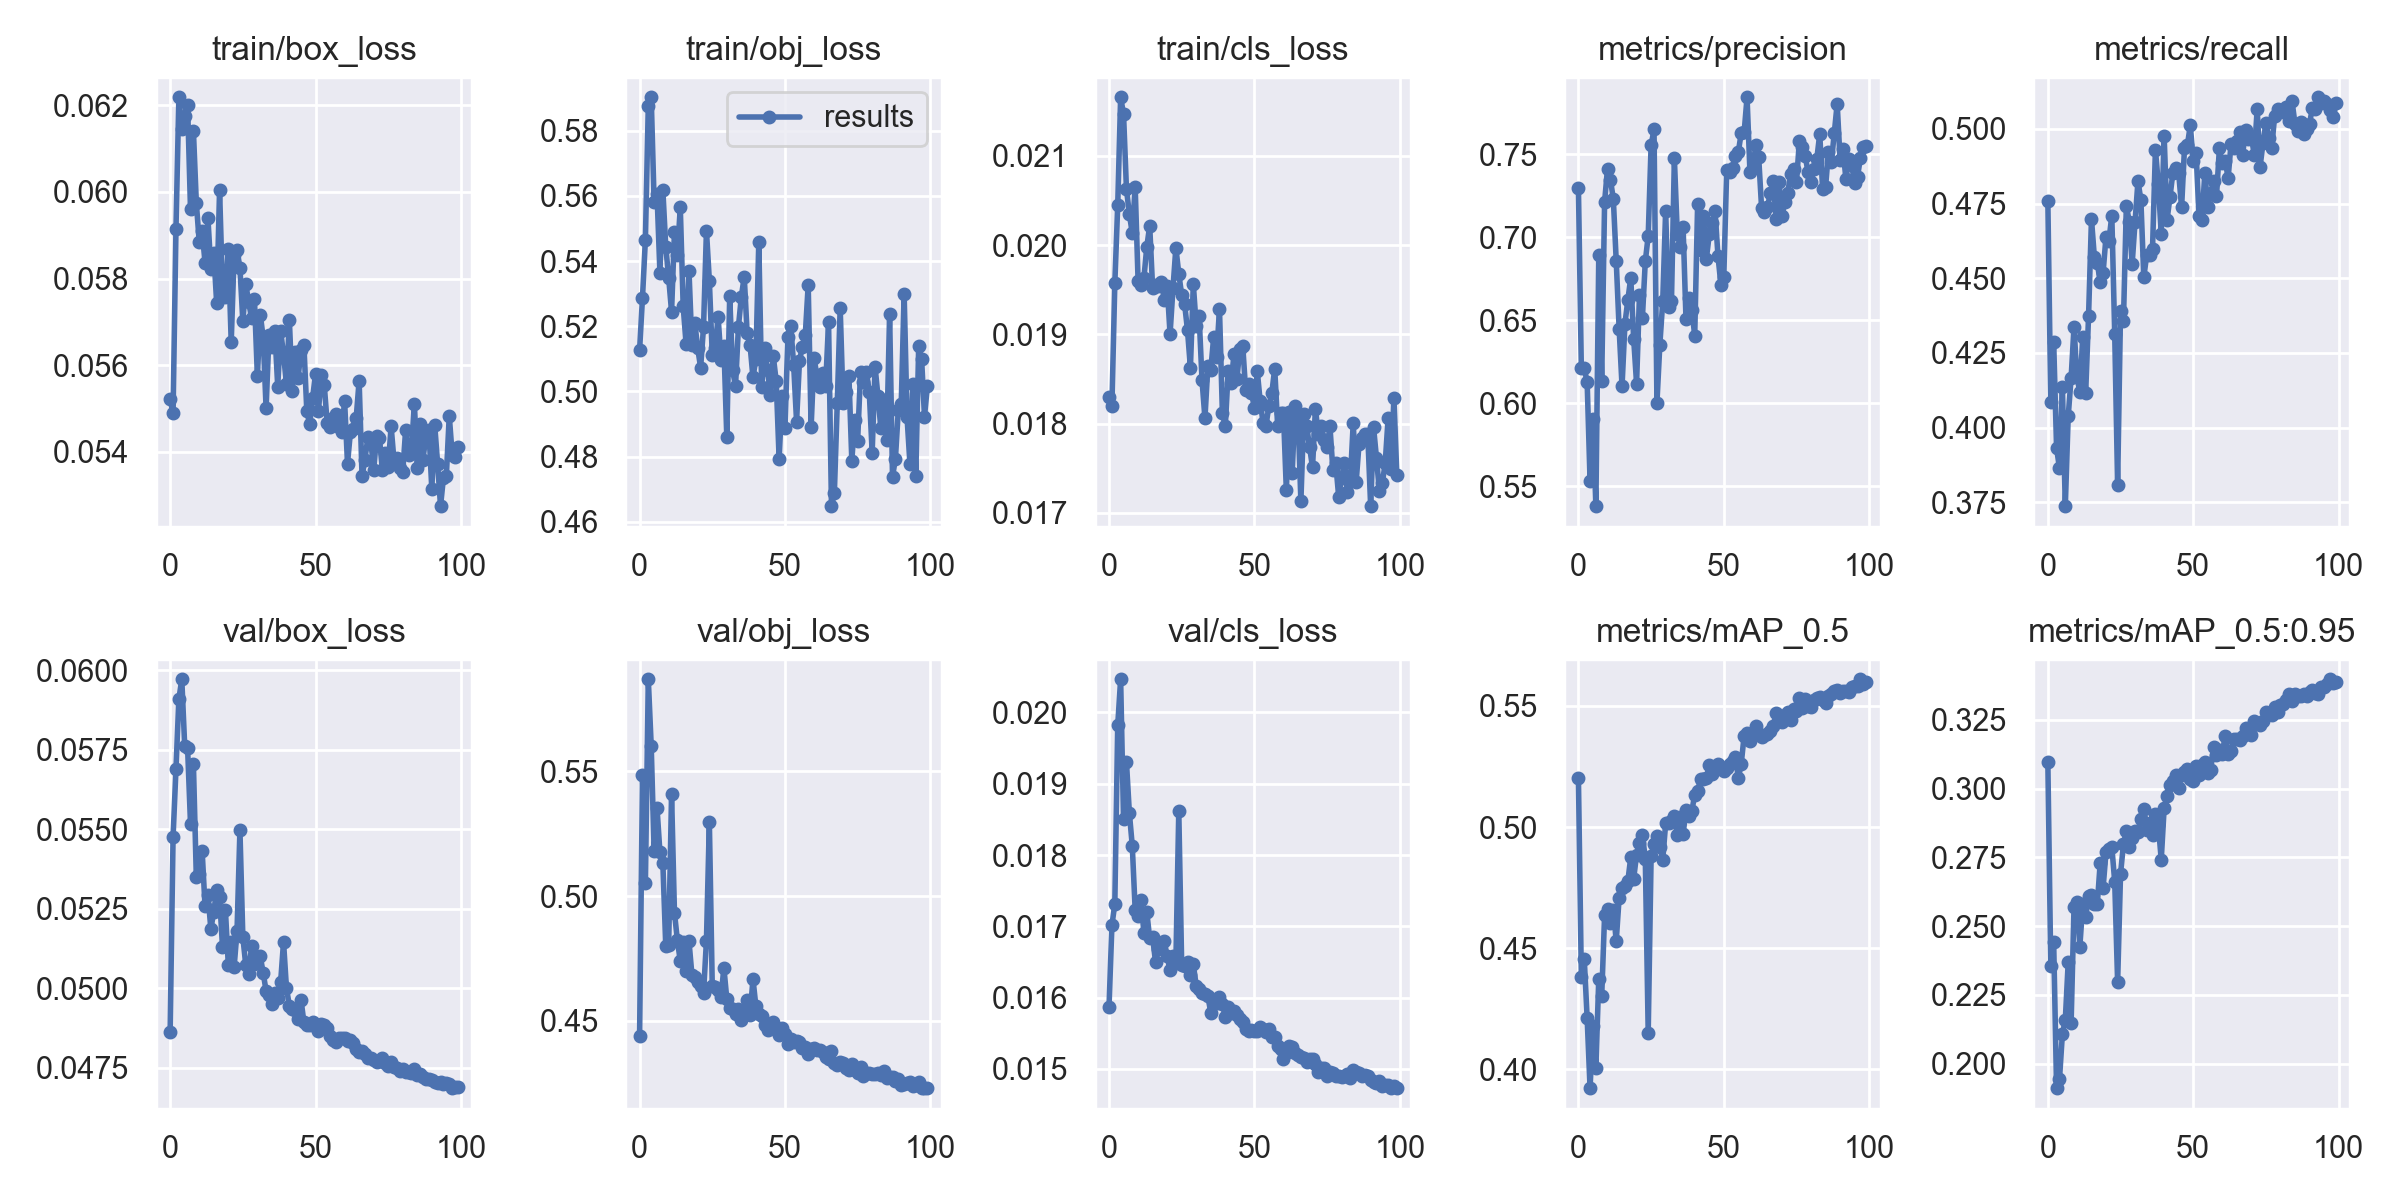 train/box_loss
0.062
0.060
0.058
0.056
0.054
0 50 100
train/obj_loss
results
0.58
0.56
0.54
0.52
0.50
0.48
0.46
0 50 100
train/cls_loss
0.021
0.020
0.019
0.018
0.017
0 50 100
metrics/precision
0.75
0.70
0.65
0.60
0.55
0 50 100
metrics/recall
0.500
0.475
0.450
0.425
0.400
0.375
0 50 100
val/box_loss
0.0600
0.0575
0.0550
0.0525
0.0500
0.0475
0 50 100
val/obj_loss
0.55
0.50
0.45
0 50 100
val/cls_loss
0.020
0.019
0.018
0.017
0.016
0.015
0 50 100
metrics/mAP_0.5
0.55
0.50
0.45
0.40
0 50 100
metrics/mAP_0.5:0.95
0.325
0.300
0.275
0.250
0.225
0.200
0 50 100